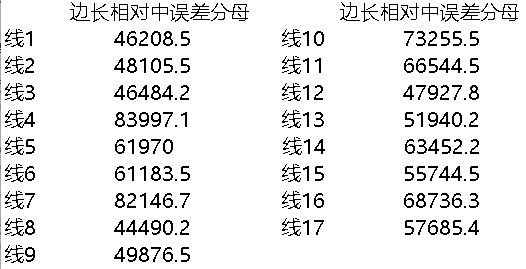 边长相对中误差分母 边长相对中误差分母
线1 46208.5 线10 73255.5
线2 48105.5 线11 66544.5
线3 46484.2 线12 47927.8
线4 83997.1 线13 51940.2
线5 61970 线14 63452.2
线6 61183.5 线15 55744.5
线7 82146.7 线16 68736.3
线8 44490.2 线17 57685.4
线9 49876.5